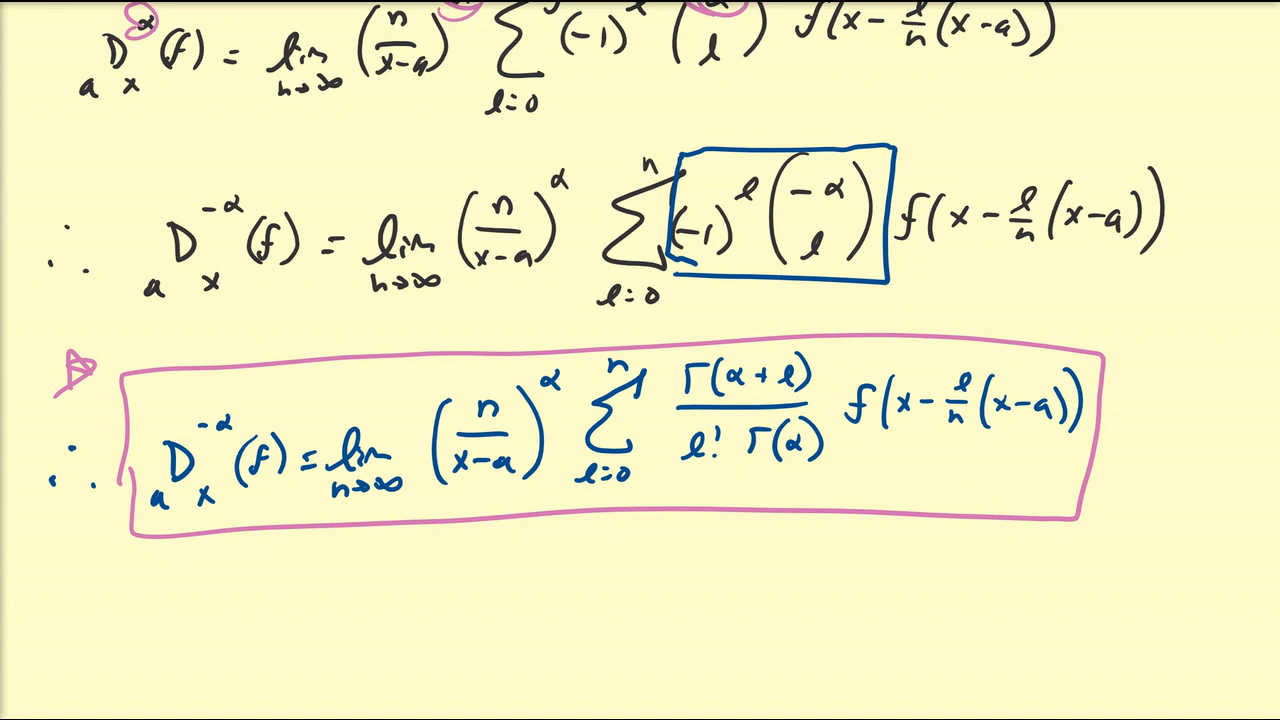 ₐDₓ^α (f) = lim_{n→∞} (n/(x-a)) Σ_{l=0} (-1) ( l ) f(x - l/n (x-a))
∴ ₐDₓ^{-α} (f) = lim_{n→∞} (n/(x-a))^α Σ_{l=0}^{n} (-1)^l (-α l) f(x - l/n (x-a))
∴ ₐDₓ^{-α} (f) = lim_{n→∞} (n/(x-a))^α Σ_{l=0}^{n} Γ(α+l)/(l! Γ(α)) f(x - l/n (x-a))